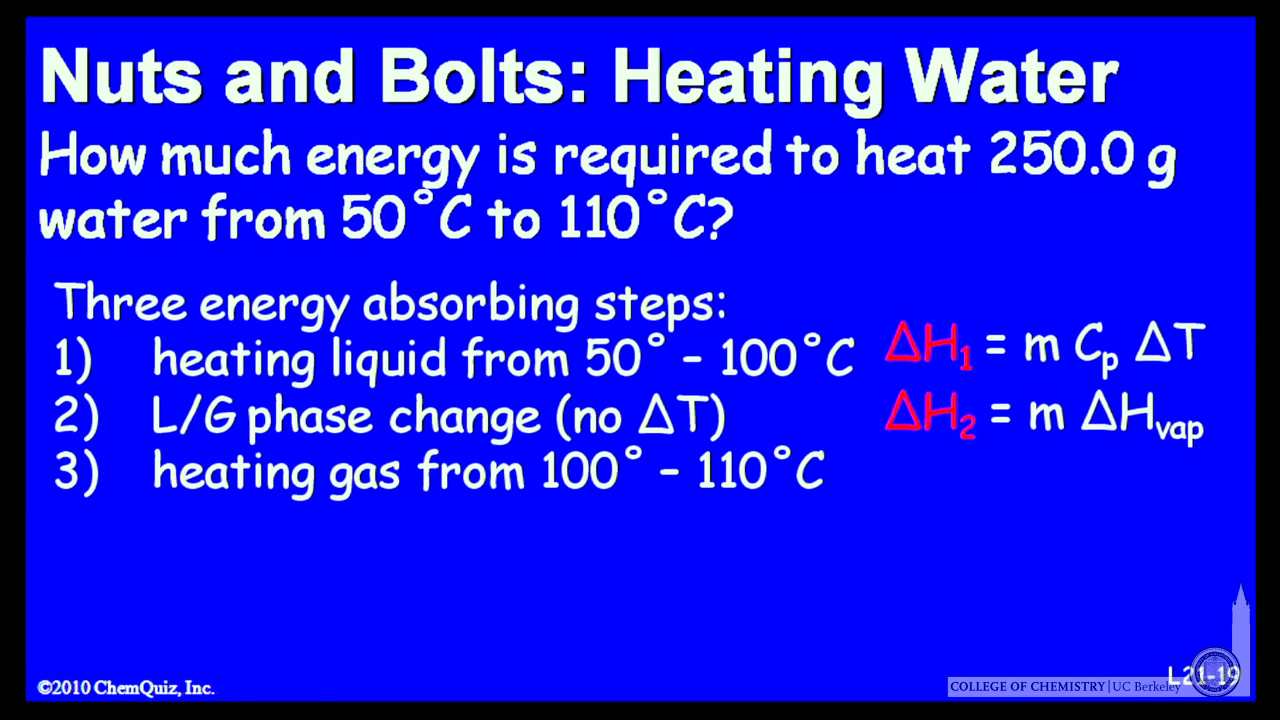 Nuts and Bolts: Heating Water
How much energy is required to heat 250.0 g
water from 50°C to 110°C?
Three energy absorbing steps:
1) heating liquid from 50° – 100°C ΔH₁ = m Cₚ ΔT
2) L/G phase change (no ΔT) ΔH₂ = m ΔHvap
3) heating gas from 100° – 110°C
©2010 ChemQuiz, Inc.
L21-19
COLLEGE OF CHEMISTRY | UC Berkeley